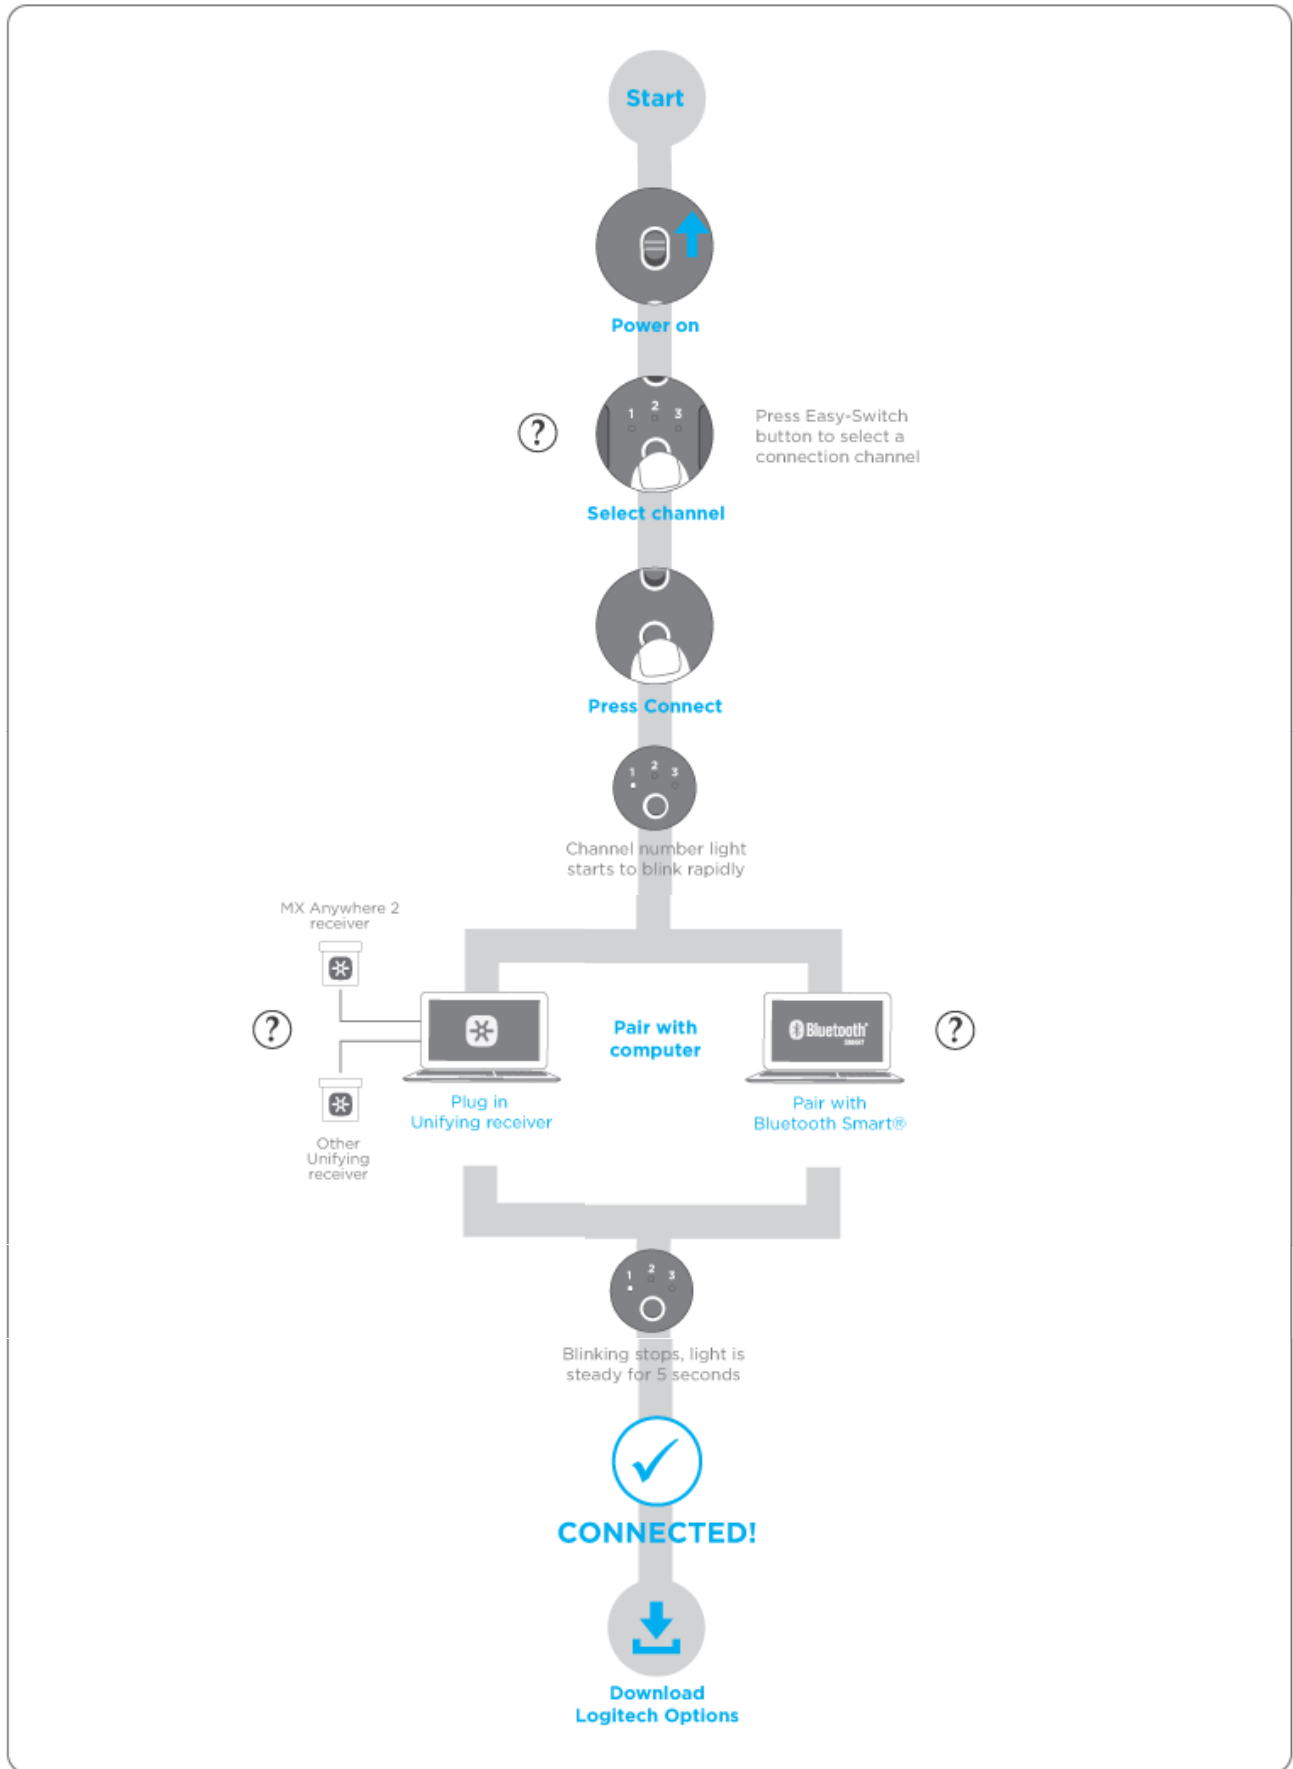 Start
Power on
?
1 2 3
Press Easy-Switch
button to select a
connection channel
Select channel
Press Connect
1 2 3
Channel number light
starts to blink rapidly
MX Anywhere 2
receiver
?
Other
Unifying
receiver
Plug in
Unifying receiver
Pair with
computer
Bluetooth®
SMART
Pair with
Bluetooth Smart®
?
1 2 3
Blinking stops, light is
steady for 5 seconds
CONNECTED!
Download
Logitech Options